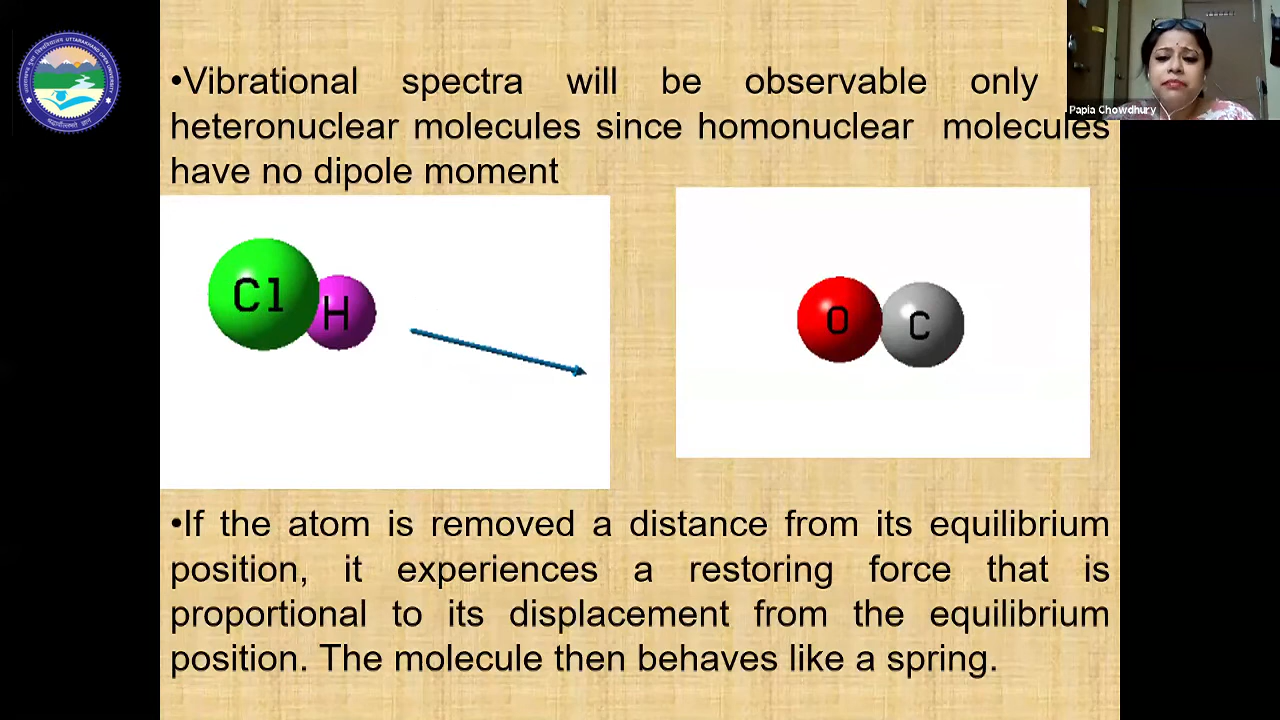 •Vibrational spectra will be observable only
heteronuclear molecules since homonuclear molecules
have no dipole moment
Papia Chowdhury
Cl
H
O
C
•If the atom is removed a distance from its equilibrium
position, it experiences a restoring force that is
proportional to its displacement from the equilibrium
position. The molecule then behaves like a spring.